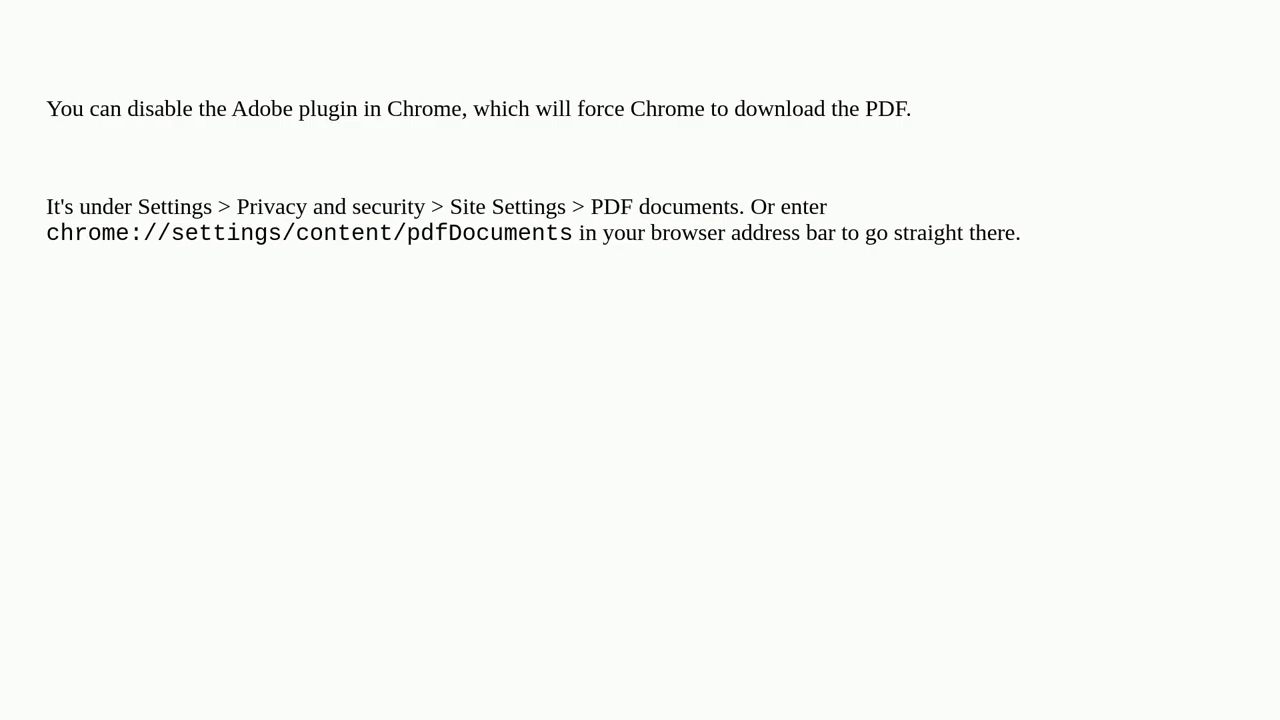 You can disable the Adobe plugin in Chrome, which will force Chrome to download the PDF.
It's under Settings > Privacy and security > Site Settings > PDF documents. Or enter
chrome://settings/content/pdfDocuments in your browser address bar to go straight there.